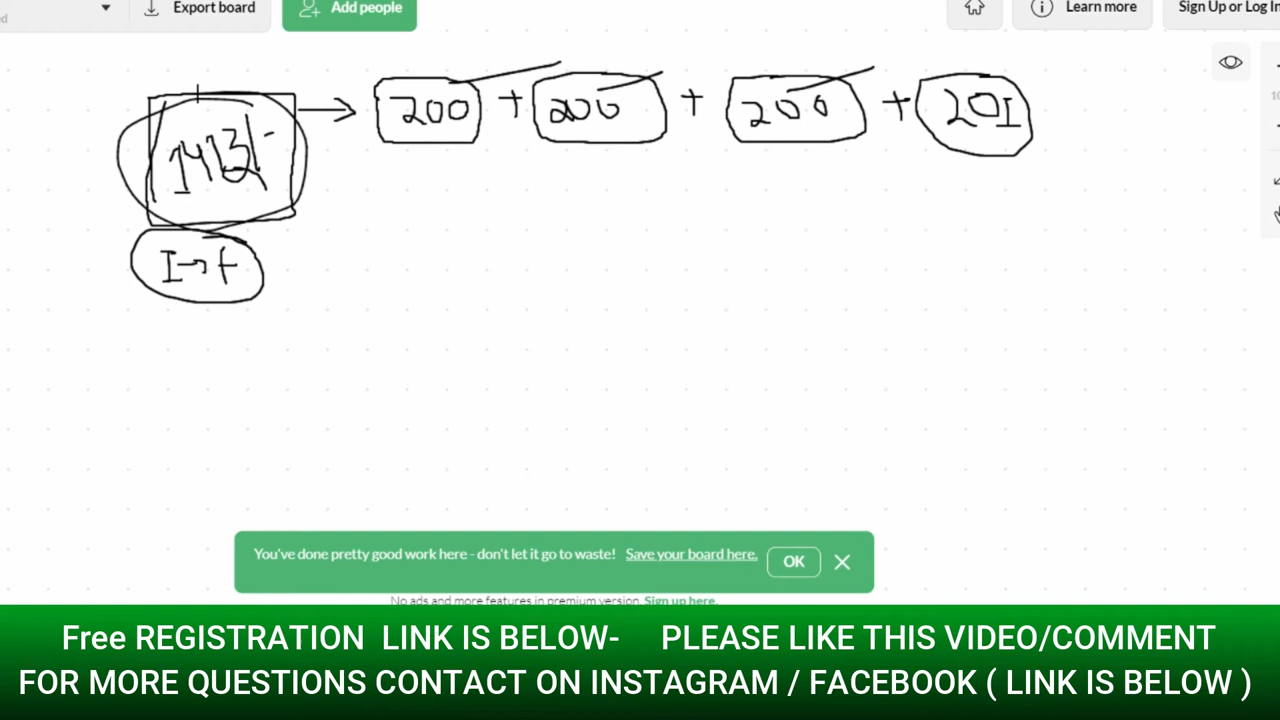 Export board
Add people
Learn more
Sign Up or Log In
1413/- → 200 + 200 + 200 + 201
You've done pretty good work here - don't let it go to waste! Save your board here. OK
No ads and more features in premium version. Sign up here.
Free REGISTRATION LINK IS BELOW- PLEASE LIKE THIS VIDEO/COMMENT
FOR MORE QUESTIONS CONTACT ON INSTAGRAM / FACEBOOK ( LINK IS BELOW )